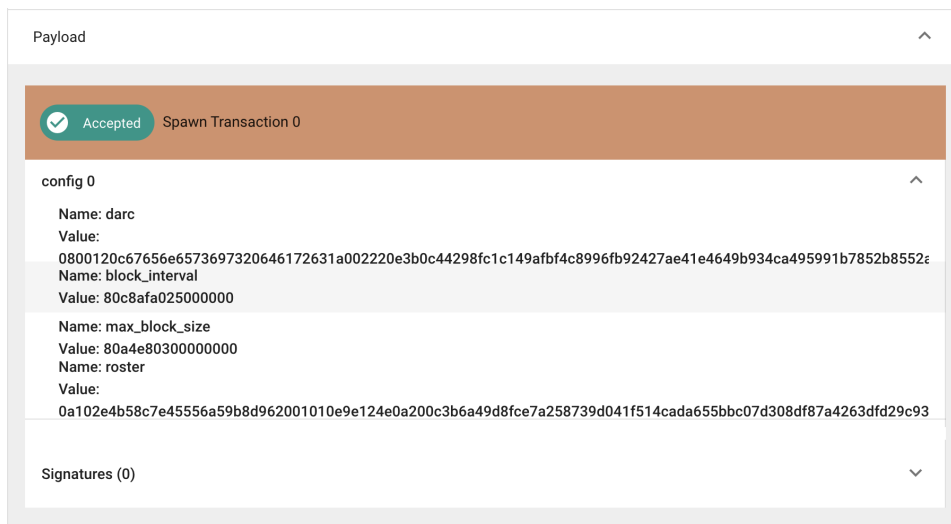 Payload
Accepted
Spawn Transaction 0
config 0
Name: darc
Value:
0800120c67656e6573697320646172631a002220e3b0c44298fc1c149afbf4c8996fb92427ae41e4649b934ca495991b7852b8552a
Name: block_interval
Value: 80c8afa025000000
Name: max_block_size
Value: 80a4e80300000000
Name: roster
Value:
0a102e4b58c7e45556a59b8d962001010e9e124e0a200c3b6a49d8fce7a258739d041f514cada655bbc07d308df87a4263dfd29c93
Signatures (0)